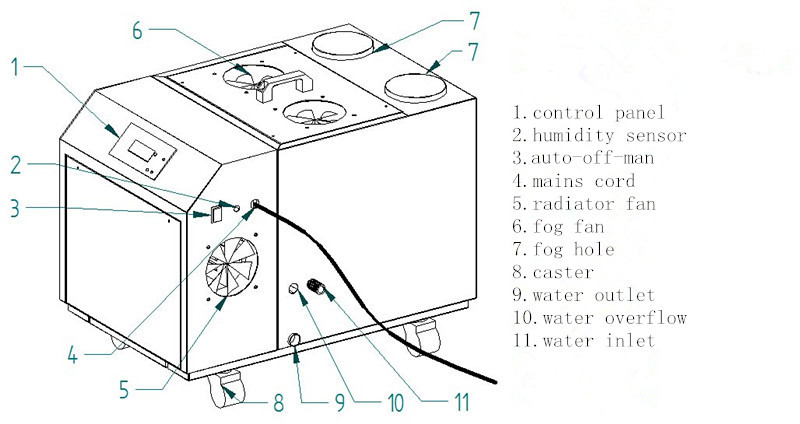 6
7
7
1
2
3
4
5
8
9
10
11
1.control panel
2.humidity sensor
3.auto-off-man
4.mains cord
5.radiator fan
6.fog fan
7.fog hole
8.caster
9.water outlet
10.water overflow
11.water inlet